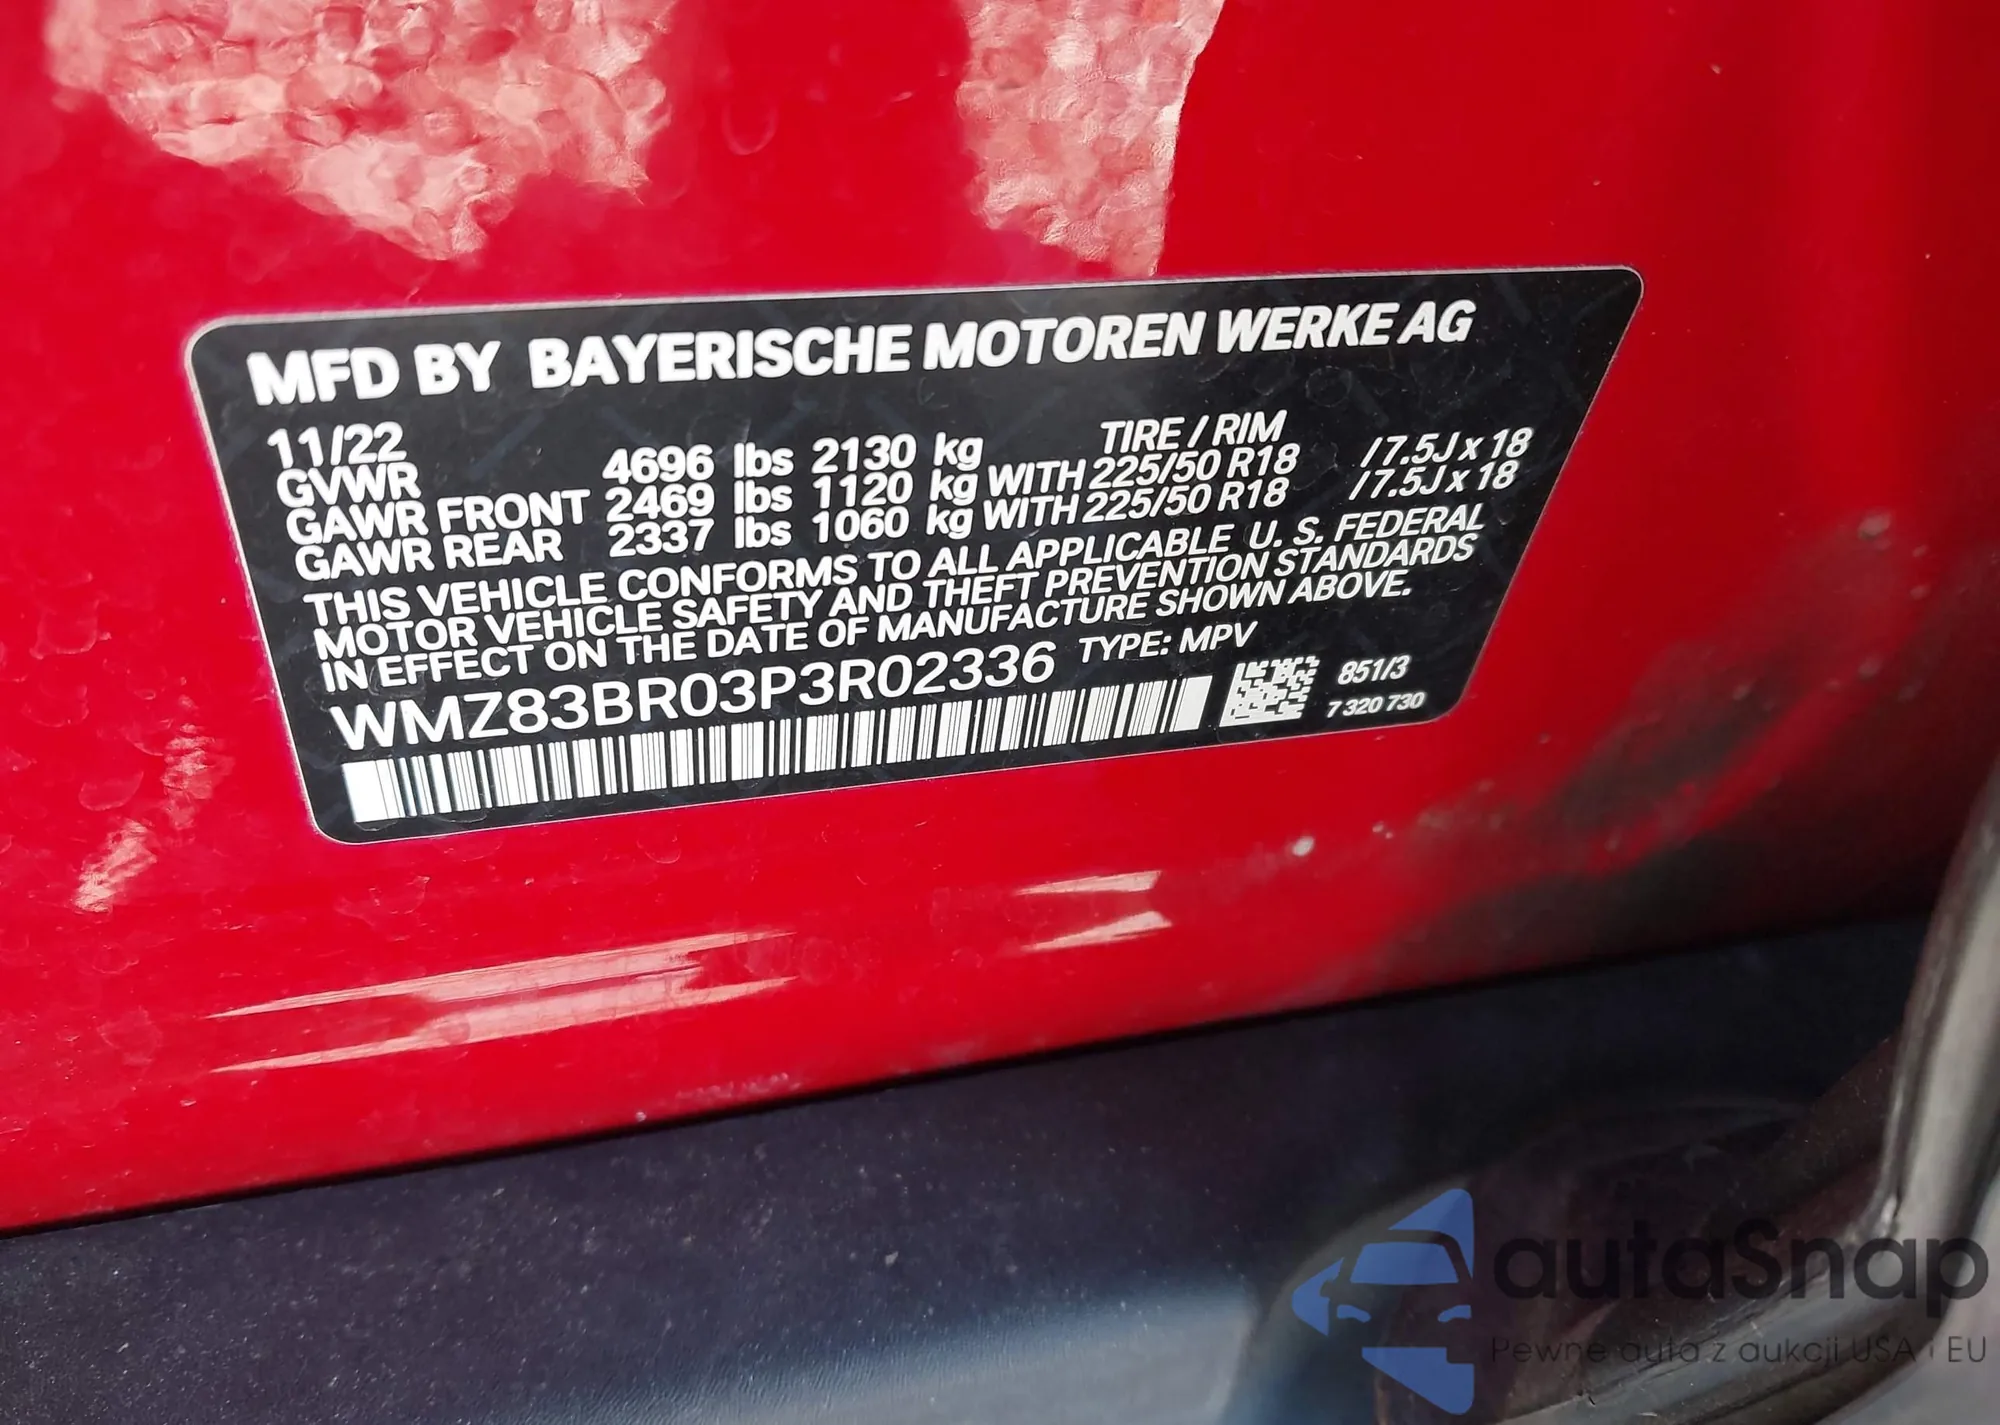 MFD BY BAYERISCHE MOTOREN WERKE AG
11/22 TIRE / RIM
GVWR 4696 lbs 2130 kg
GAWR FRONT 2469 lbs 1120 kg WITH 225/50 R18 / 7.5J x 18
GAWR REAR 2337 lbs 1060 kg WITH 225/50 R18 / 7.5J x 18
THIS VEHICLE CONFORMS TO ALL APPLICABLE U. S. FEDERAL
MOTOR VEHICLE SAFETY AND THEFT PREVENTION STANDARDS
IN EFFECT ON THE DATE OF MANUFACTURE SHOWN ABOVE.
WMZ83BR03P3R02336 TYPE: MPV
851/3
7 320 730
autaSnap
Pewne auta z aukcji USA i EU